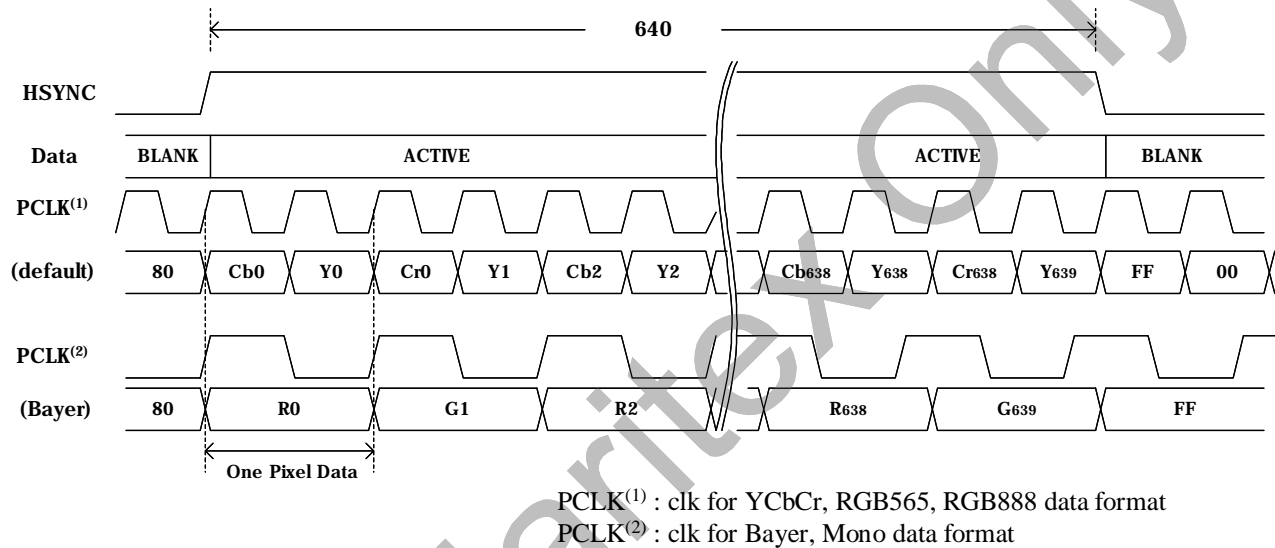 640
HSYNC
Data BLANK ACTIVE ACTIVE BLANK
PCLK(1)
(default) 80 Cb0 Y0 Cr0 Y1 Cb2 Y2 Cb638 Y638 Cr638 Y639 FF 00
PCLK(2)
(Bayer) 80 R0 G1 R2 R638 G639 FF
One Pixel Data
PCLK(1) : clk for YCbCr, RGB565, RGB888 data format
PCLK(2) : clk for Bayer, Mono data format
aritex Only